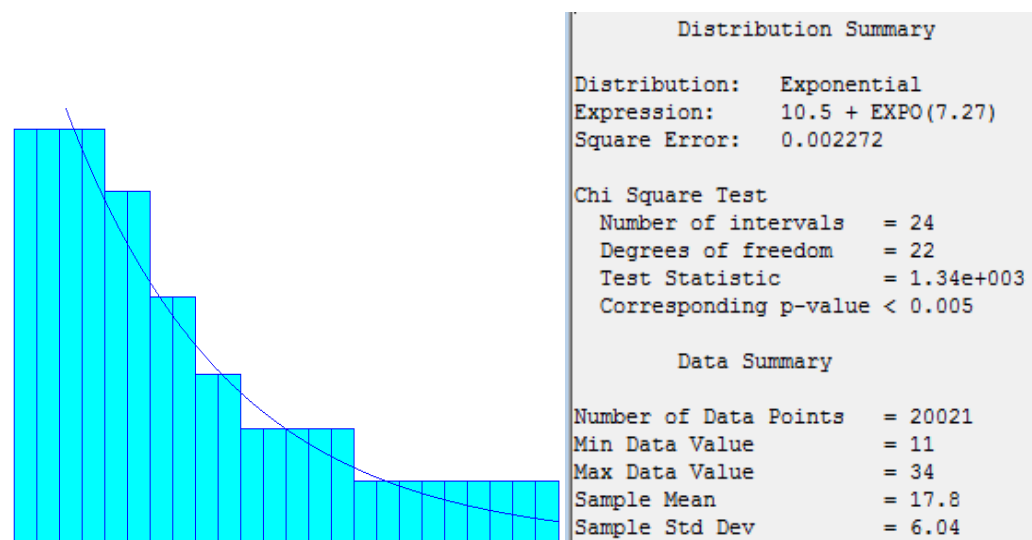 Distribution Summary
Distribution: Exponential
Expression: 10.5 + EXPO(7.27)
Square Error: 0.002272
Chi Square Test
Number of intervals = 24
Degrees of freedom = 22
Test Statistic = 1.34e+003
Corresponding p-value < 0.005
Data Summary
Number of Data Points = 20021
Min Data Value = 11
Max Data Value = 34
Sample Mean = 17.8
Sample Std Dev = 6.04